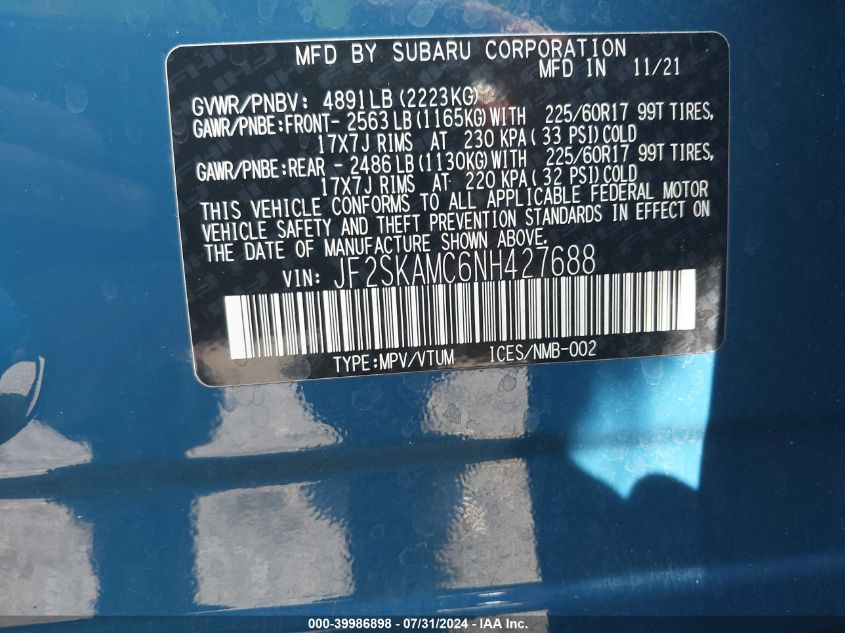 MFD BY SUBARU CORPORATION
MFD IN 11/21
GVWR/PNBV: 4891LB (2223KG)
GAWR/PNBE:FRONT- 2563 LB (1165KG) WITH 225/60R17 99T TIRES,
17X7J RIMS AT 230 KPA ( 33 PSI) COLD
GAWR/PNBE:REAR - 2486 LB (1130KG) WITH 225/60R17 99T TIRES,
17X7J RIMS AT 220 KPA ( 32 PSI) COLD
THIS VEHICLE CONFORMS TO ALL APPLICABLE FEDERAL MOTOR
VEHICLE SAFETY AND THEFT PREVENTION STANDARDS IN EFFECT ON
THE DATE OF MANUFACTURE SHOWN ABOVE.
VIN: JF2SKAMC6NH427688
TYPE:MPV/VTUM ICES/NMB-002
000-39986898 - 07/31/2024 - IAA Inc.